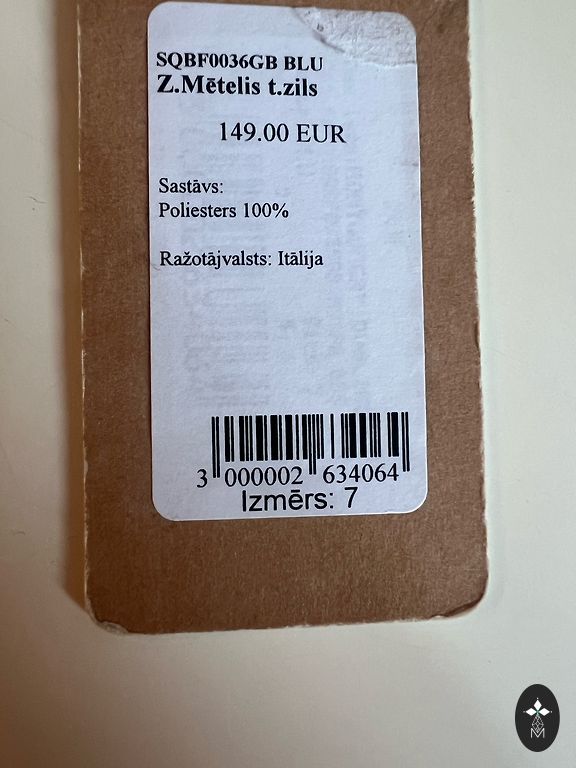 SQBF0036GB BLU
Z.Mētelis t.zils
149.00 EUR
Sastāvs:
Poliesters 100%
Ražotājvalsts: Itālija
3 000002 634064
Izmērs: 7